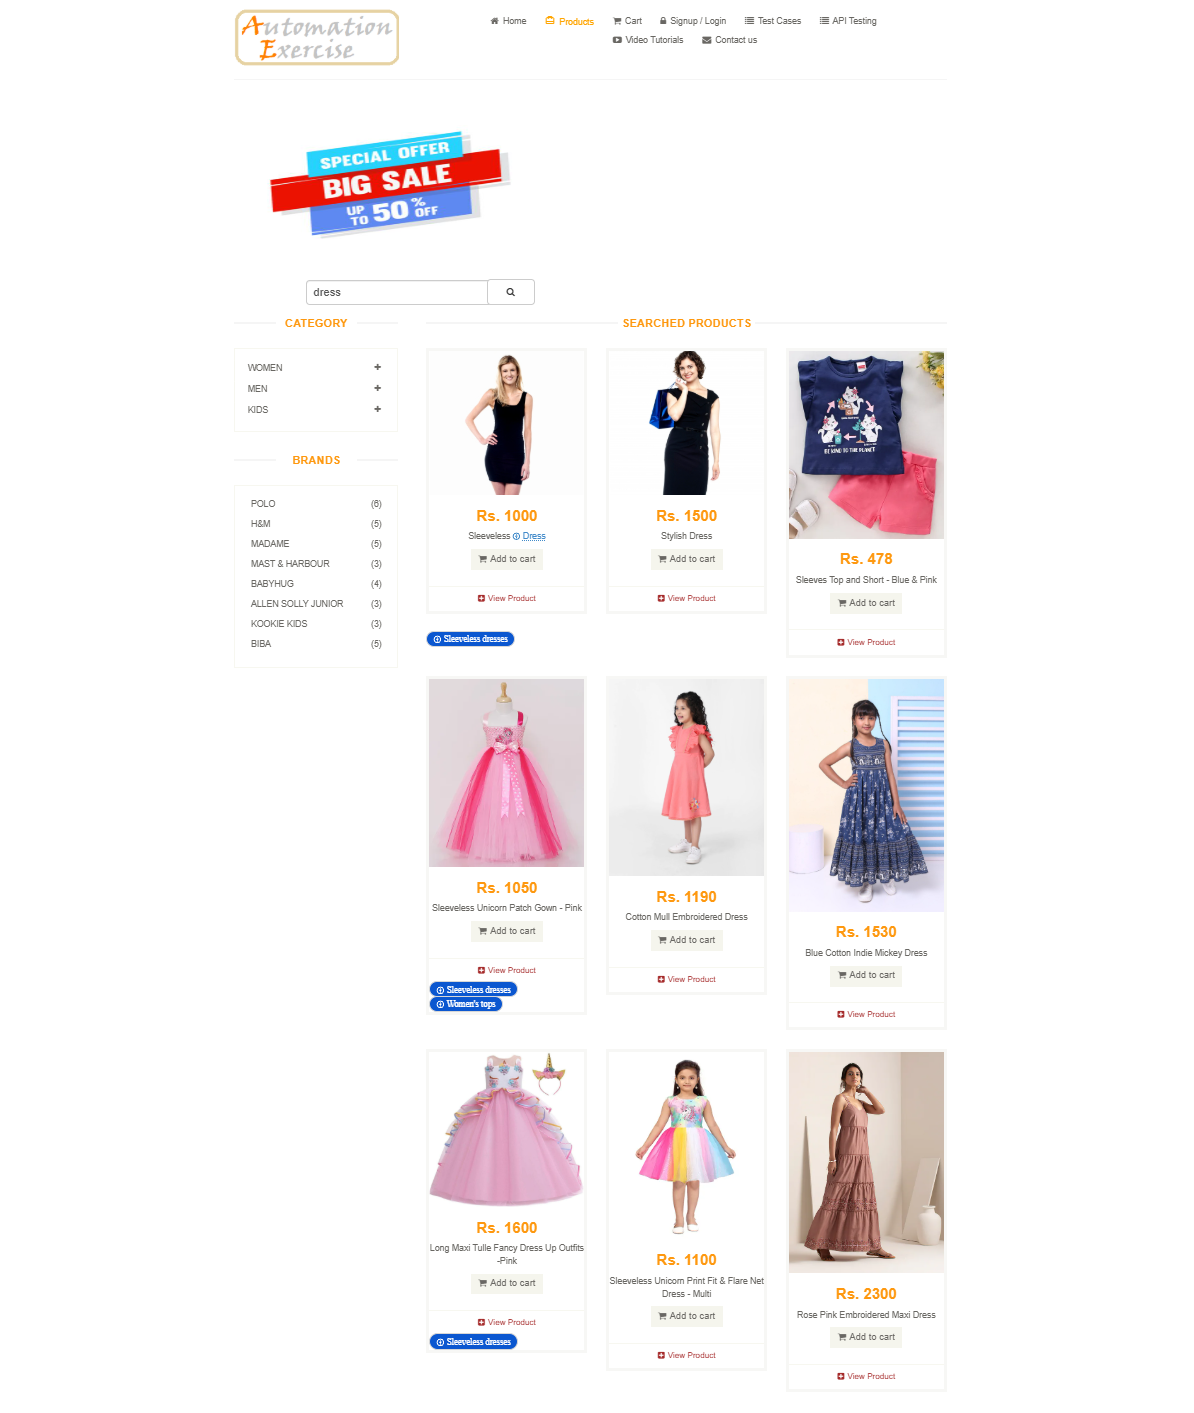 Automation
Exercise
Home
Products
Cart
Signup / Login
Test Cases
API Testing
Video Tutorials
Contact us
SPECIAL OFFER
BIG SALE
UP TO 50% OFF
dress
CATEGORY
WOMEN
MEN
KIDS
BRANDS
POLO (6)
H&M (5)
MADAME (5)
MAST & HARBOUR (3)
BABYHUG (4)
ALLEN SOLLY JUNIOR (3)
KOOKIE KIDS (3)
BIBA (5)
SEARCHED PRODUCTS
Rs. 1000
Sleeveless Dress
Add to cart
View Product
Sleeveless dresses
Rs. 1500
Stylish Dress
Add to cart
View Product
BE KIND TO THE PLANET
Rs. 478
Sleeves Top and Short - Blue & Pink
Add to cart
View Product
Rs. 1050
Sleeveless Unicorn Patch Gown - Pink
Add to cart
View Product
Sleeveless dresses
Women's tops
Rs. 1190
Cotton Mull Embroidered Dress
Add to cart
View Product
Rs. 1530
Blue Cotton Indie Mickey Dress
Add to cart
View Product
Rs. 1600
Long Maxi Tulle Fancy Dress Up Outfits
-Pink
Add to cart
View Product
Sleeveless dresses
Rs. 1100
Sleeveless Unicorn Print Fit & Flare Net
Dress - Multi
Add to cart
View Product
Rs. 2300
Rose Pink Embroidered Maxi Dress
Add to cart
View Product